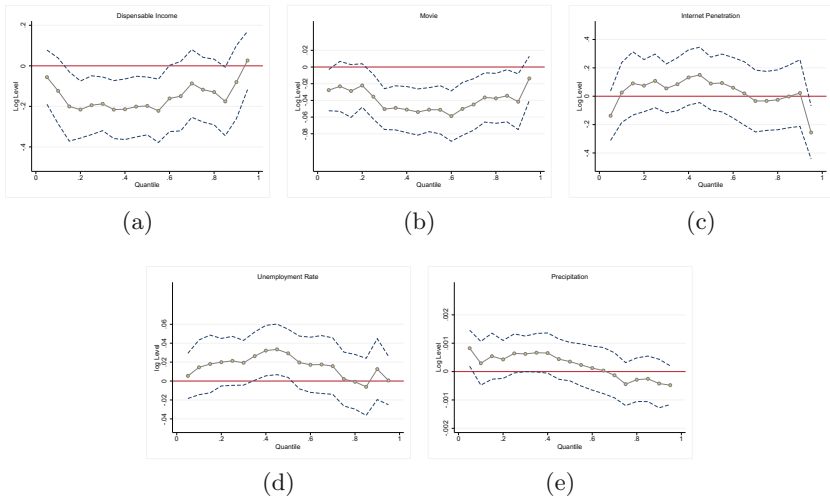 Dispensable Income
Log Level
.2
0
-.2
-.4
0 .2 .4 .6 .8 1
Quantile
(a)
Movie
Log Level
.02
0
-.02
-.04
-.06
-.08
0 .2 .4 .6 .8 1
Quantile
(b)
Internet Penetration
Log Level
.4
.2
0
-.2
-.4
0 .2 .4 .6 .8 1
Quantile
(c)
Unemployment Rate
log Level
.06
.04
.02
0
-.02
-.04
0 .2 .4 .6 .8 1
Quantile
(d)
Precipitation
Log Level
.002
.001
0
-.001
-.002
0 .2 .4 .6 .8 1
Quantile
(e)